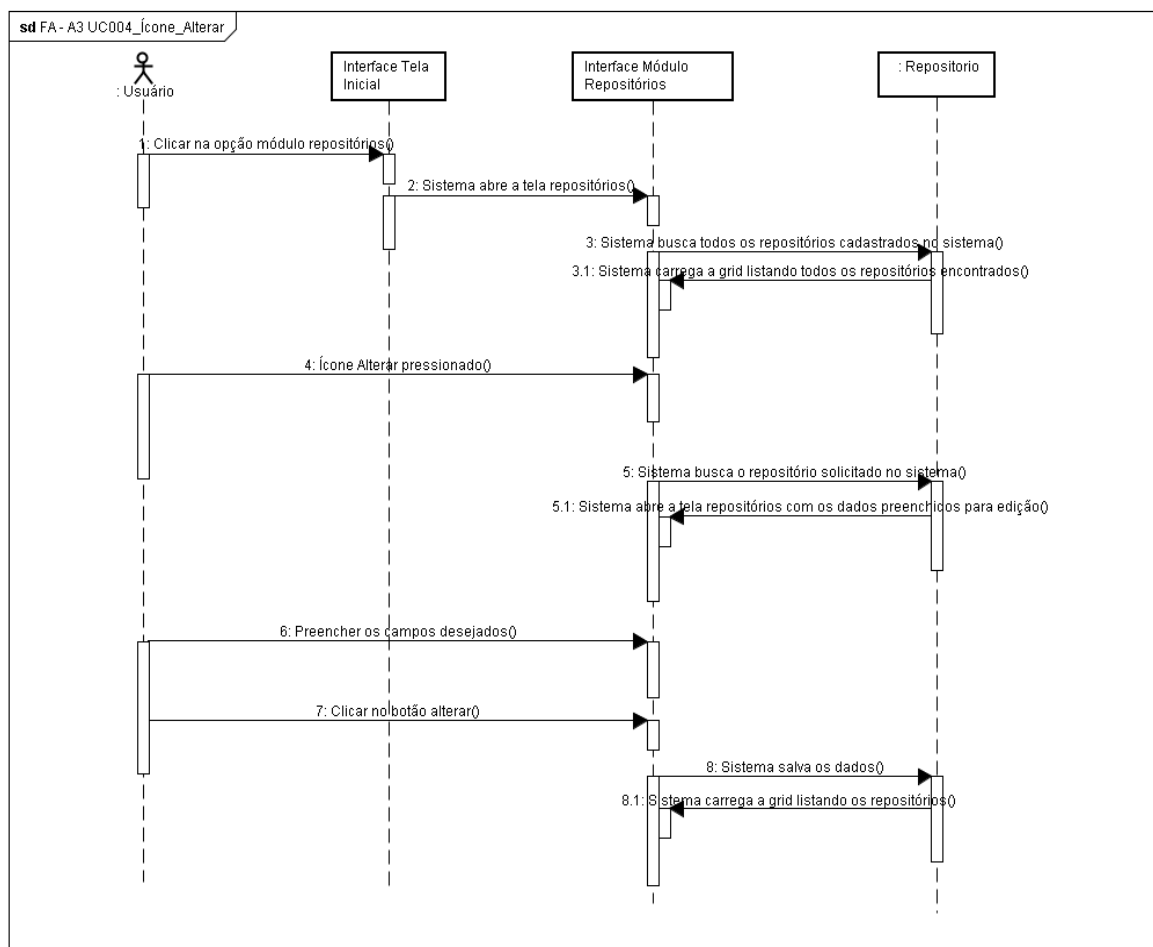 sd FA - A3 UC004_Ícone_Alterar
: Usuário
Interface Tela
Inicial
Interface Módulo
Repositórios
: Repositorio
1: Clicar na opção módulo repositórios()
2: Sistema abre a tela repositórios()
3: Sistema busca todos os repositórios cadastrados no sistema()
3.1: Sistema carrega a grid listando todos os repositórios encontrados()
4: Ícone Alterar pressionado()
5: Sistema busca o repositório solicitado no sistema()
5.1: Sistema abre a tela repositórios com os dados preenchidos para edição()
6: Preencher os campos desejados()
7: Clicar no botão alterar()
8: Sistema salva os dados()
8.1: Sistema carrega a grid listando os repositórios()